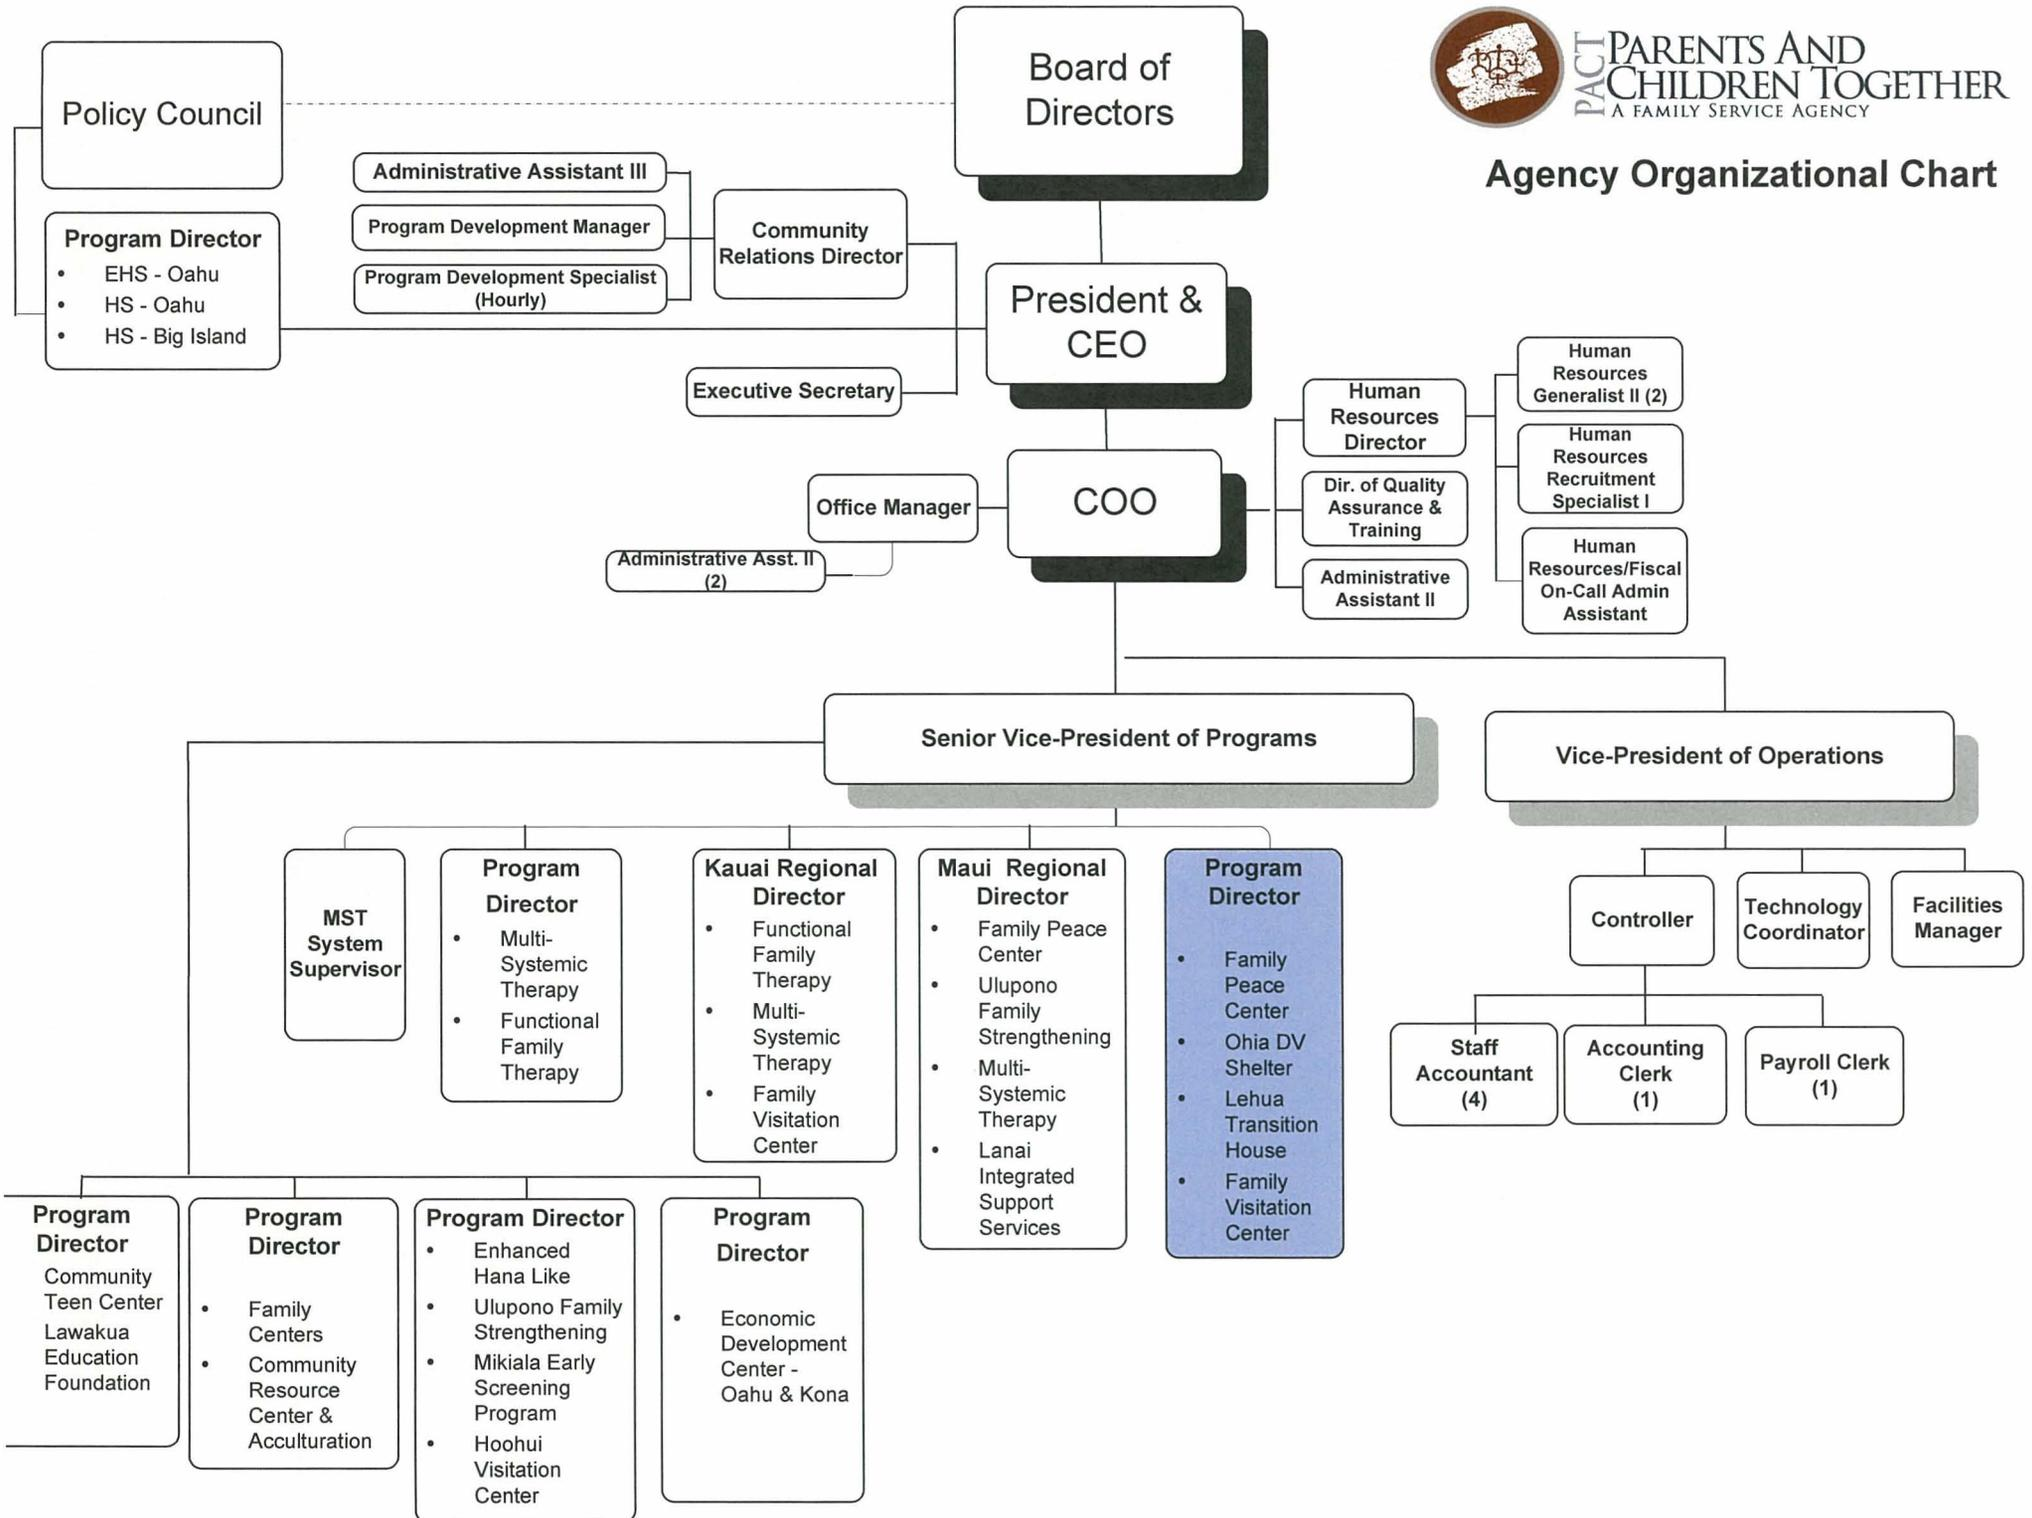 Board of
Directors
PACT
PARENTS AND
CHILDREN TOGETHER
A FAMILY SERVICE AGENCY
Agency Organizational Chart
Policy Council
Administrative Assistant III
Program Development Manager
Program Development Specialist
(Hourly)
Community
Relations Director
Program Director
• EHS - Oahu
• HS - Oahu
• HS - Big Island
President &
CEO
Executive Secretary
Human
Resources
Director
Human
Resources
Generalist II (2)
Human
Resources
Recruitment
Specialist I
Human
Resources/Fiscal
On-Call Admin
Assistant
Dir. of Quality
Assurance &
Training
Administrative
Assistant II
COO
Office Manager
Administrative Asst. II
(2)
Senior Vice-President of Programs
Vice-President of Operations
MST
System
Supervisor
Program
Director
• Multi-
Systemic
Therapy
• Functional
Family
Therapy
Kauai Regional
Director
• Functional
Family
Therapy
• Multi-
Systemic
Therapy
• Family
Visitation
Center
Maui Regional
Director
• Family Peace
Center
• Ulupono
Family
Strengthening
• Multi-
Systemic
Therapy
• Lanai
Integrated
Support
Services
Program
Director
• Family
Peace
Center
• Ohia DV
Shelter
• Lehua
Transition
House
• Family
Visitation
Center
Controller
Technology
Coordinator
Facilities
Manager
Staff
Accountant
(4)
Accounting
Clerk
(1)
Payroll Clerk
(1)
Program
Director
Community
Teen Center
Lawakua
Education
Foundation
Program
Director
• Family
Centers
• Community
Resource
Center &
Acculturation
Program Director
• Enhanced
Hana Like
• Ulupono Family
Strengthening
• Mikiala Early
Screening
Program
• Hoohui
Visitation
Center
Program
Director
• Economic
Development
Center -
Oahu & Kona